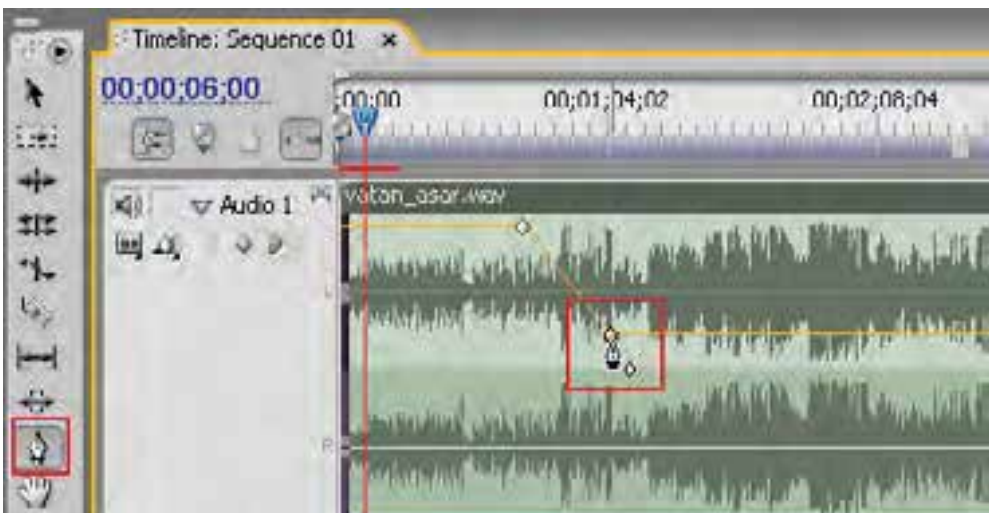 Timeline: Sequence 01 ×
00;00;06;00
;00;00 00;01;04;02 00;02;08;04
Audio 1
vatan_asar.wav
L
R